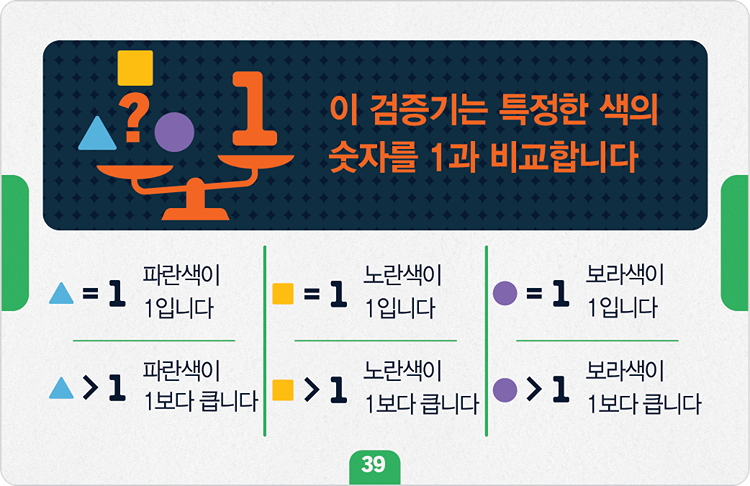 ?
1
이 검증기는 특정한 색의
숫자를 1과 비교합니다
= 1 파란색이
1입니다
= 1 노란색이
1입니다
= 1 보라색이
1입니다
> 1 파란색이
1보다 큽니다
> 1 노란색이
1보다 큽니다
> 1 보라색이
1보다 큽니다
39